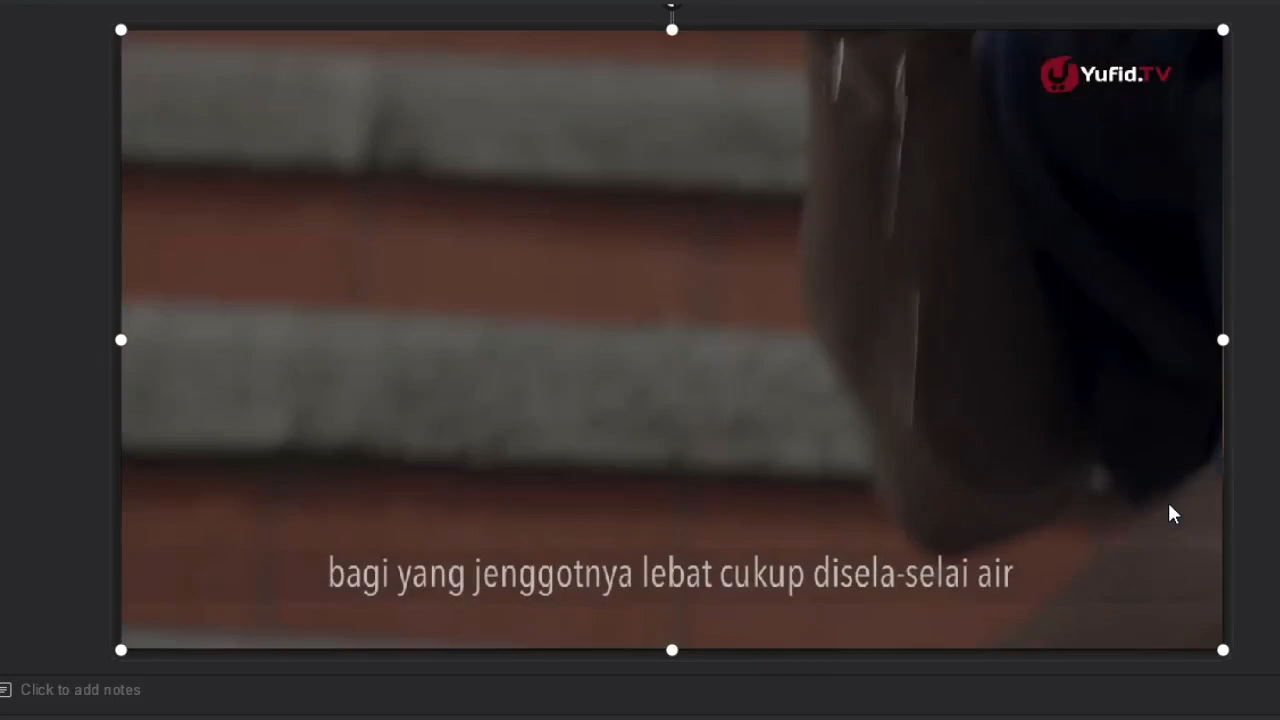 Yufid.TV
bagi yang jenggotnya lebat cukup disela-selai air
Click to add notes